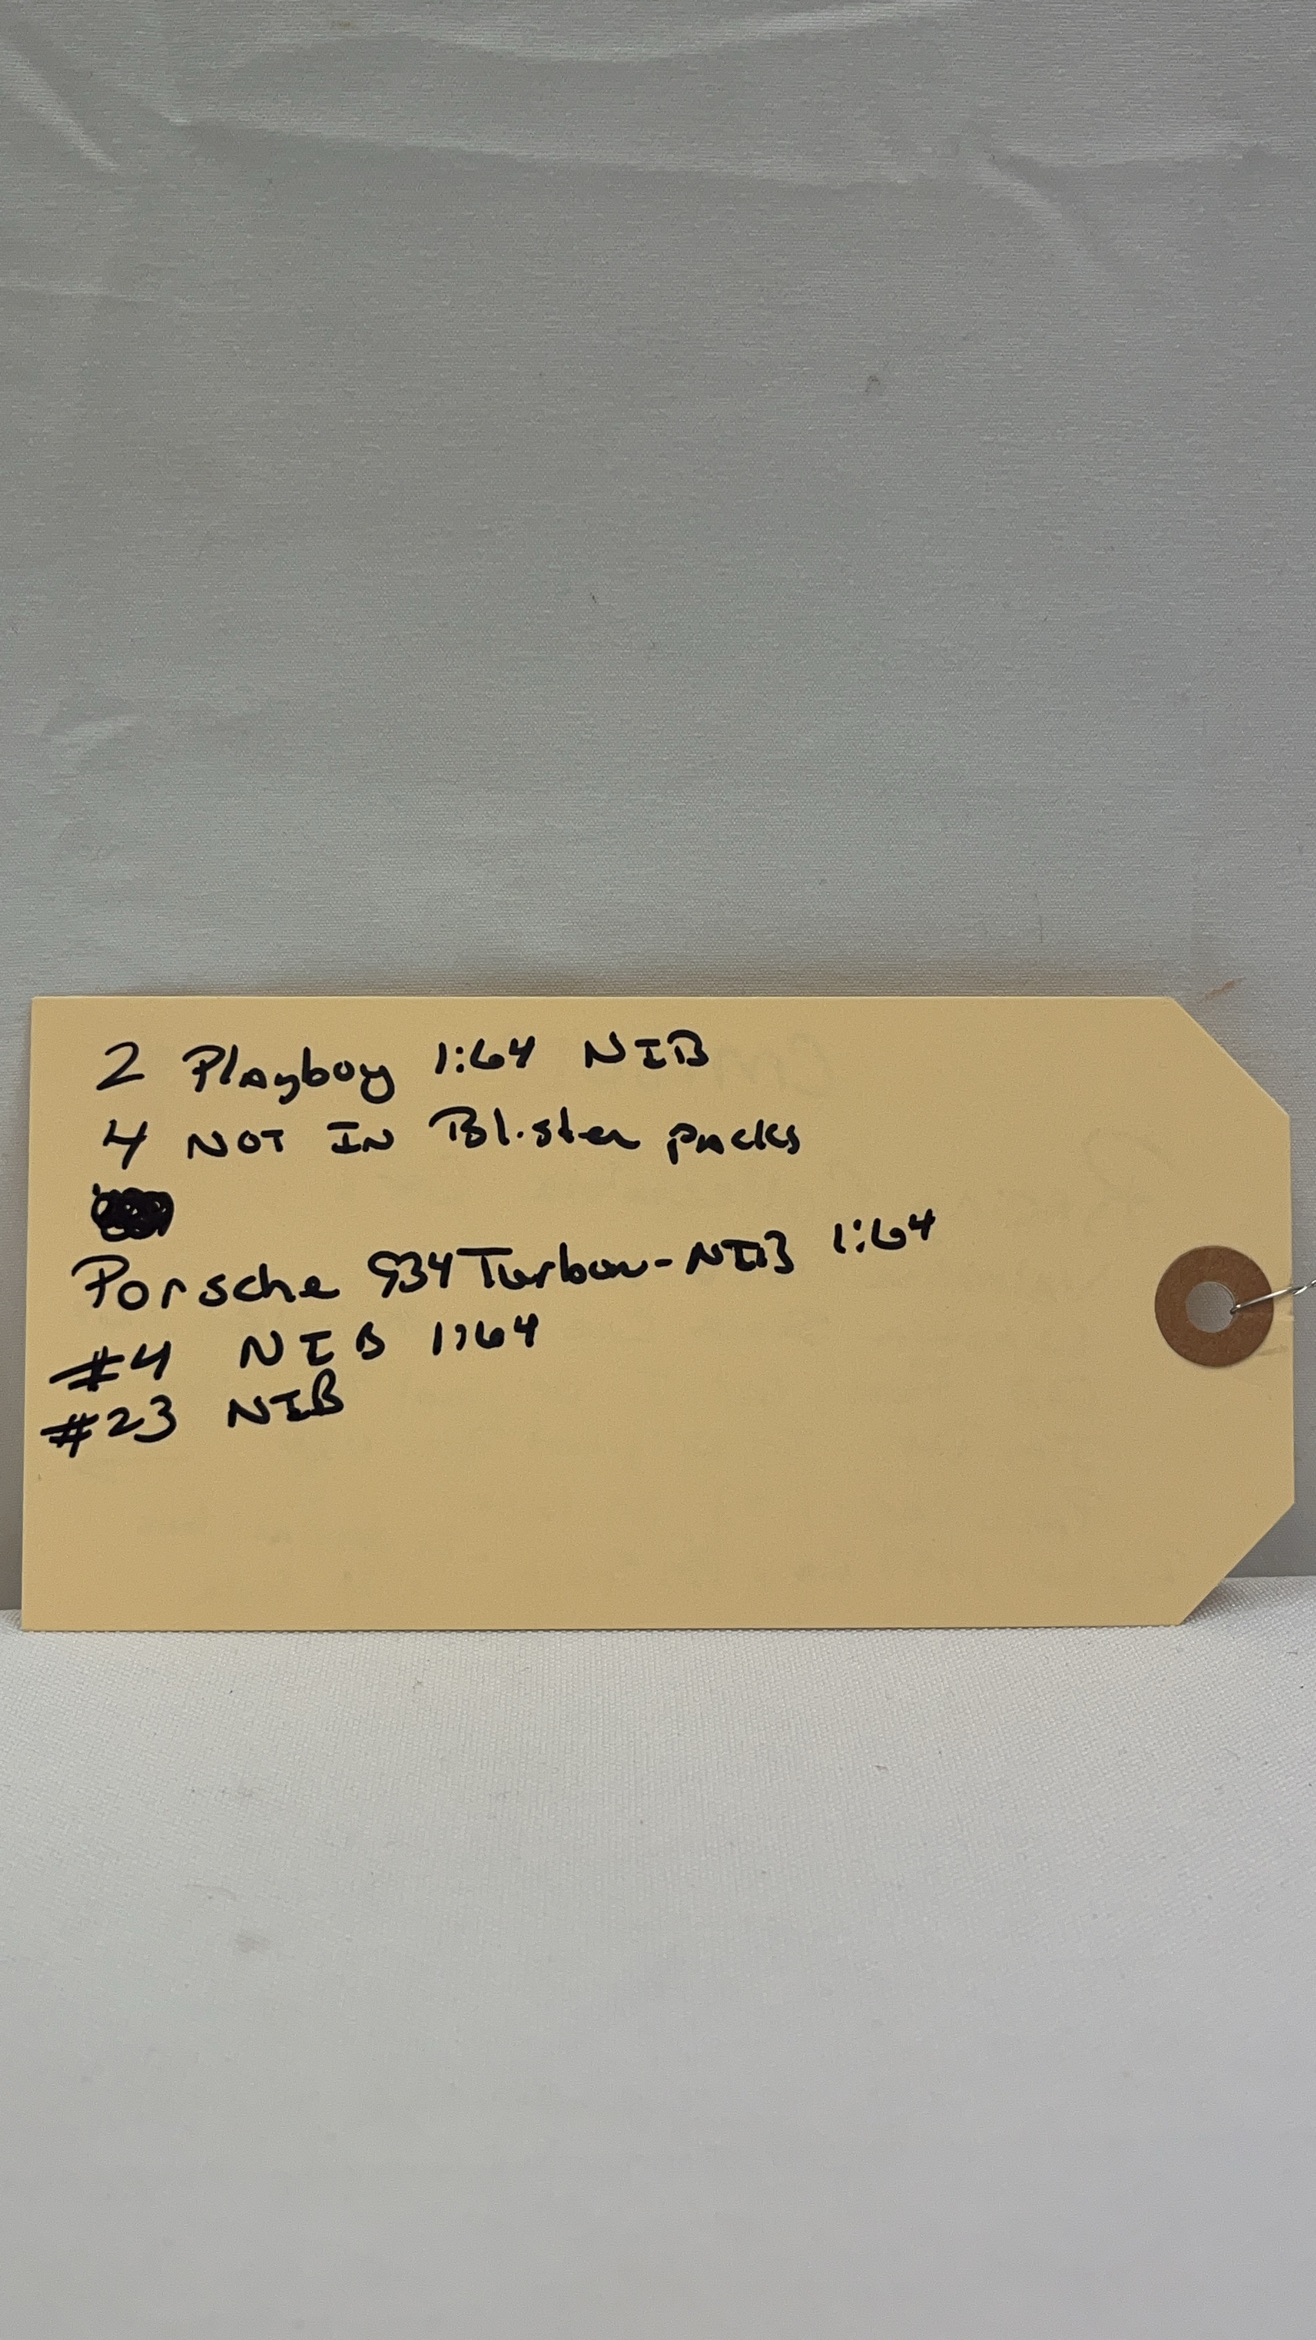 2 Playboy 1:64 NIB
4 NOT IN Blister packs
Porsche 934 Turbo - NIB 1:64
#4 NIB 1:64
#23 NIB